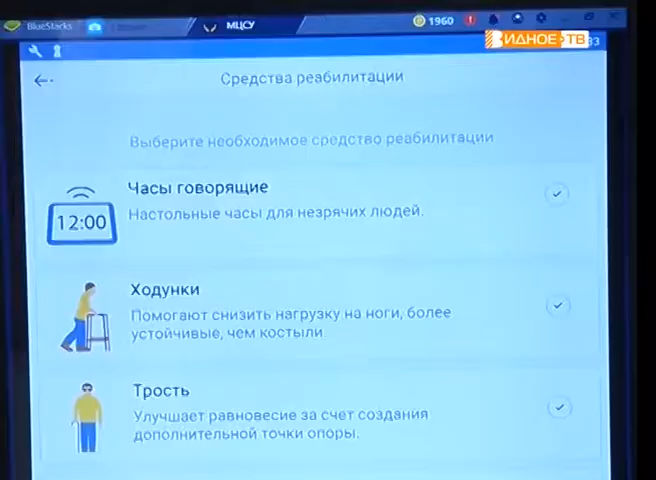 BlueStacks
МЦСУ
1960
ВИДНОЕ-ТВ
33
Средства реабилитации
Выберите необходимое средство реабилитации
Часы говорящие
Настольные часы для незрячих людей.
12:00
Ходунки
Помогают снизить нагрузку на ноги, более
устойчивые, чем костыли.
Трость
Улучшает равновесие за счет создания
дополнительной точки опоры.